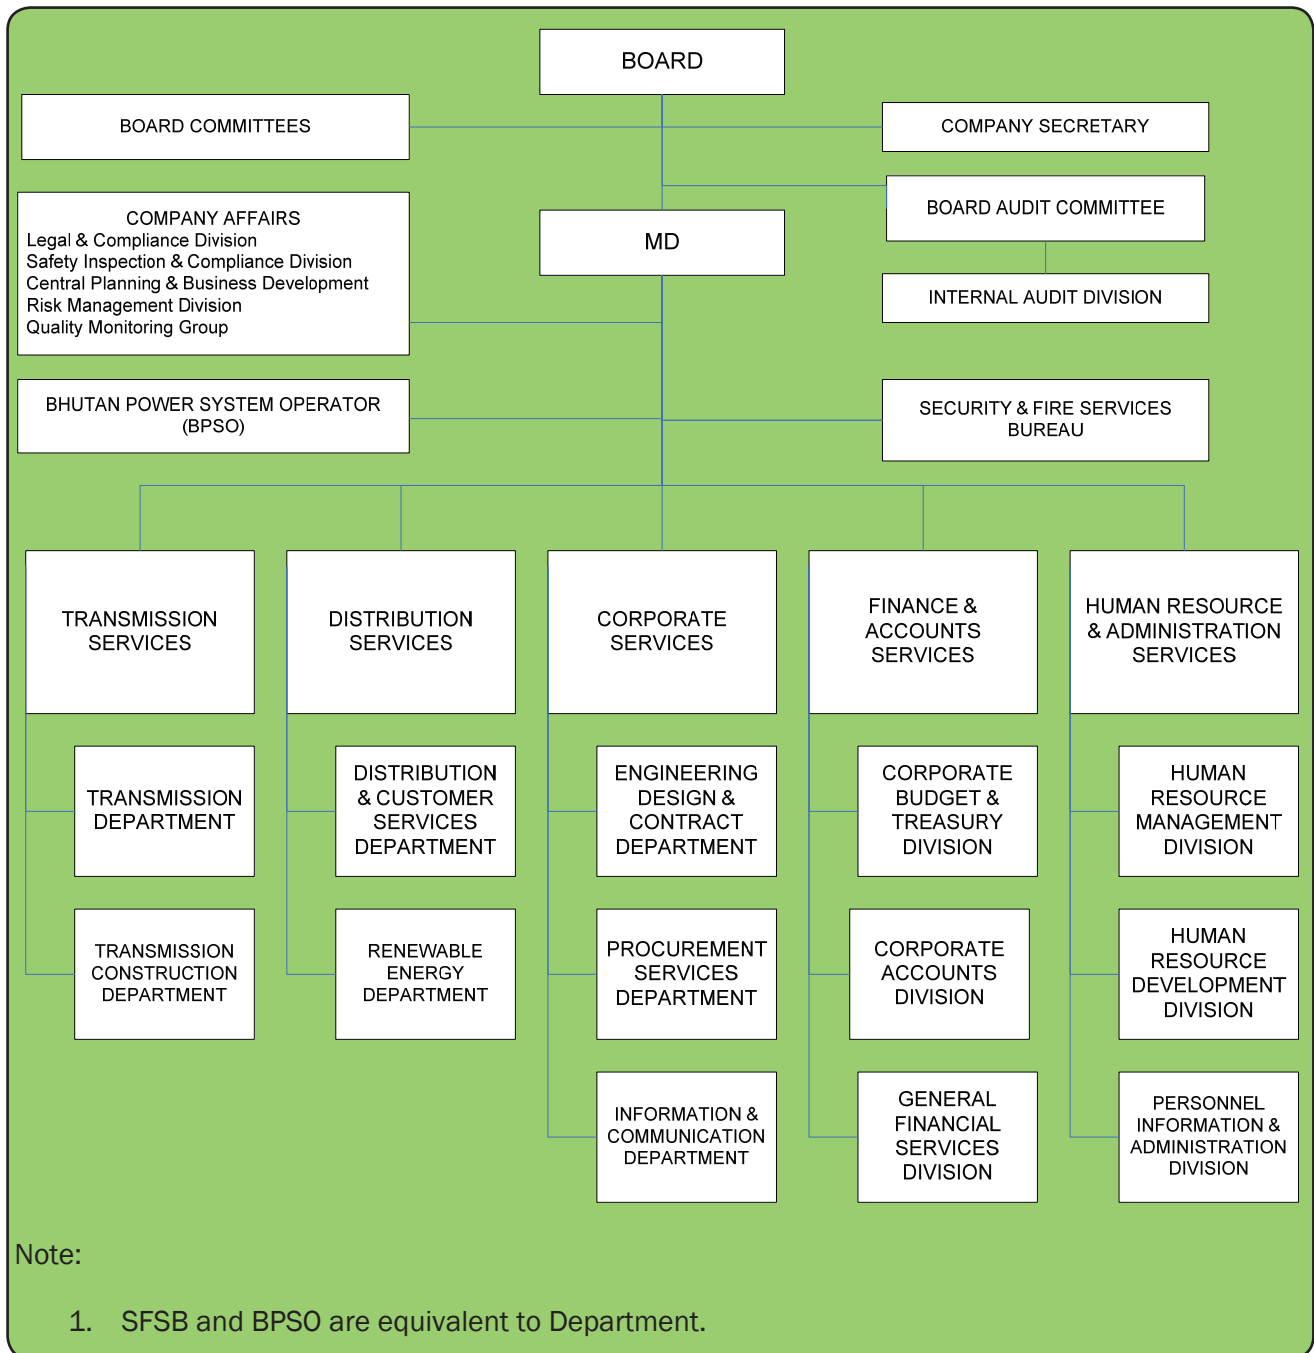 BOARD
BOARD COMMITTEES
COMPANY SECRETARY
COMPANY AFFAIRS
Legal & Compliance Division
Safety Inspection & Compliance Division
Central Planning & Business Development
Risk Management Division
Quality Monitoring Group
MD
BOARD AUDIT COMMITTEE
INTERNAL AUDIT DIVISION
BHUTAN POWER SYSTEM OPERATOR
(BPSO)
SECURITY & FIRE SERVICES
BUREAU
TRANSMISSION
SERVICES
DISTRIBUTION
SERVICES
CORPORATE
SERVICES
FINANCE &
ACCOUNTS
SERVICES
HUMAN RESOURCE
& ADMINISTRATION
SERVICES
TRANSMISSION
DEPARTMENT
DISTRIBUTION
& CUSTOMER
SERVICES
DEPARTMENT
ENGINEERING
DESIGN &
CONTRACT
DEPARTMENT
CORPORATE
BUDGET &
TREASURY
DIVISION
HUMAN
RESOURCE
MANAGEMENT
DIVISION
TRANSMISSION
CONSTRUCTION
DEPARTMENT
RENEWABLE
ENERGY
DEPARTMENT
PROCUREMENT
SERVICES
DEPARTMENT
CORPORATE
ACCOUNTS
DIVISION
HUMAN
RESOURCE
DEVELOPMENT
DIVISION
INFORMATION &
COMMUNICATION
DEPARTMENT
GENERAL
FINANCIAL
SERVICES
DIVISION
PERSONNEL
INFORMATION &
ADMINISTRATION
DIVISION
Note:
1. SFSB and BPSO are equivalent to Department.